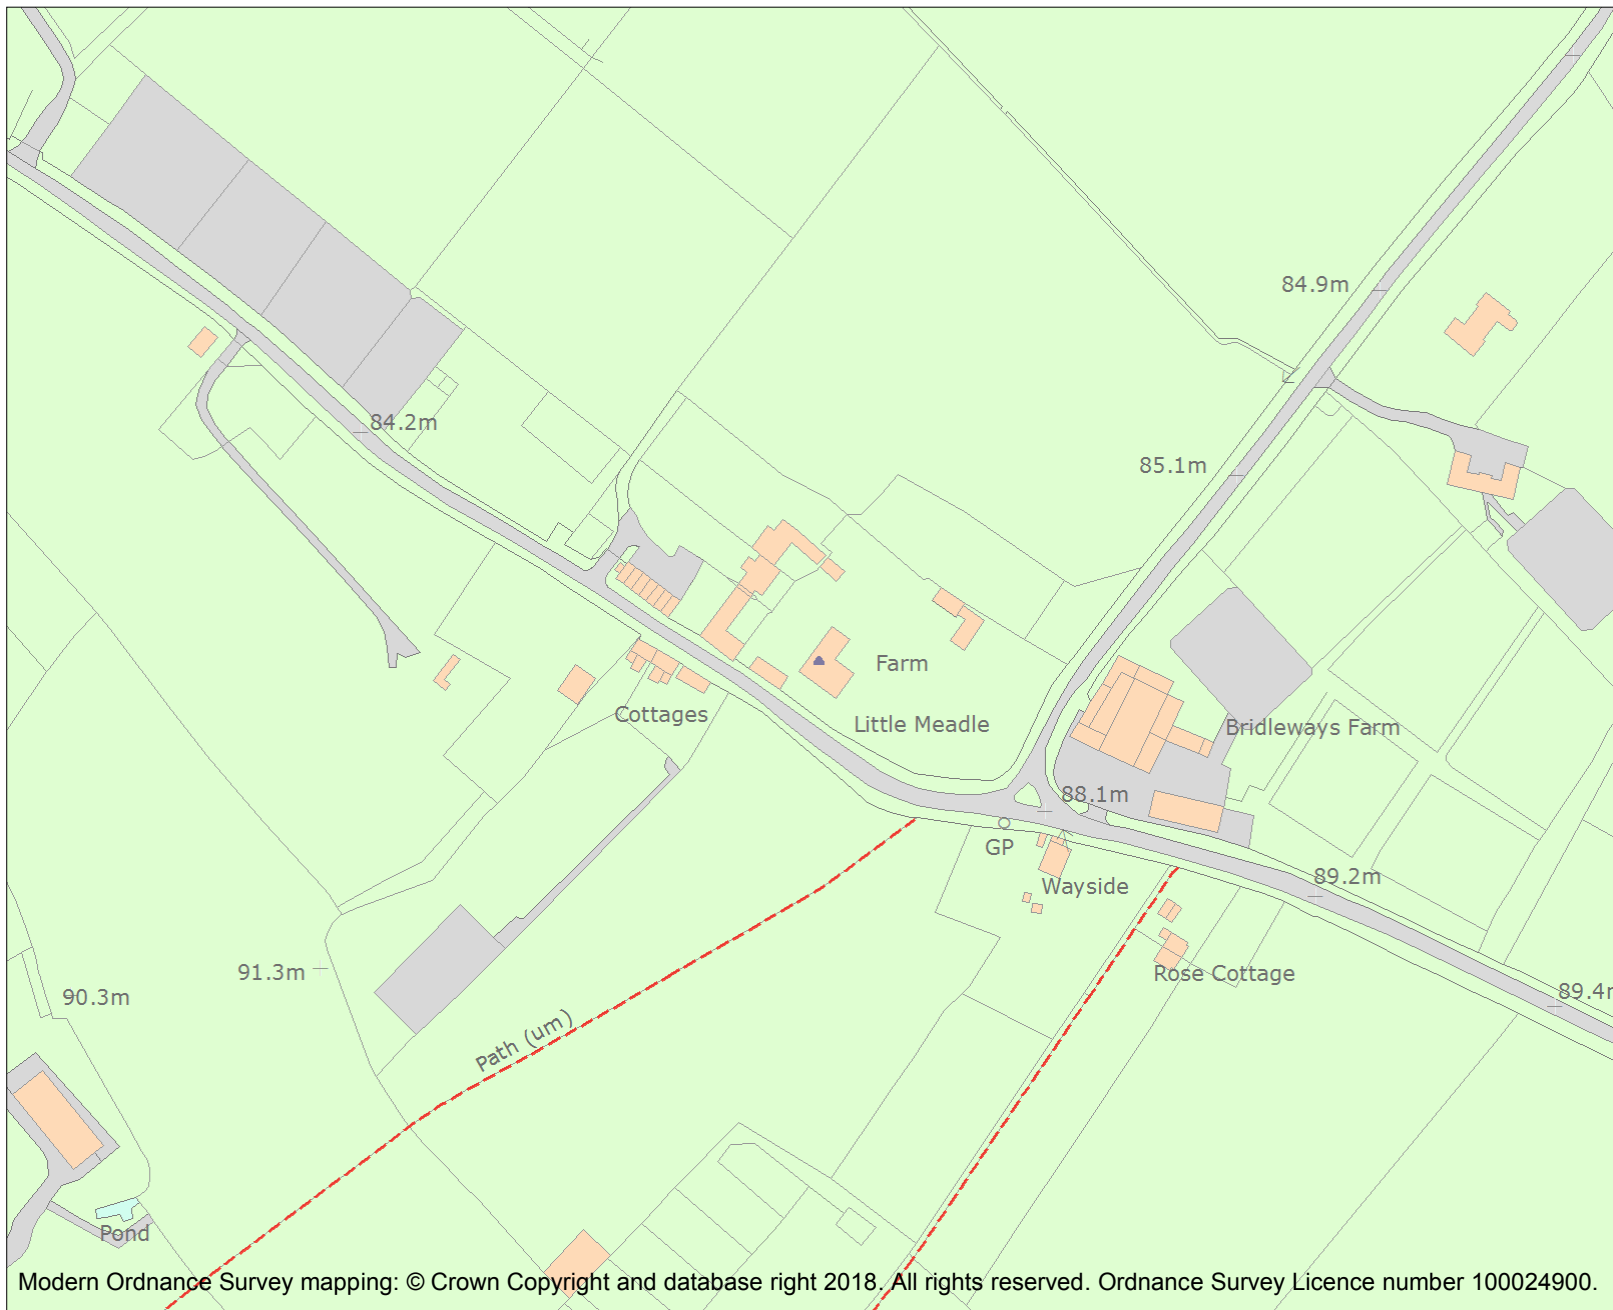 84.9m
84.2m
85.1m
Farm
Cottages
Little Meadle
Bridleways Farm
88.1m
GP
Wayside
89.2m
91.3m
Rose Cottage
90.3m
89.4m
Path (um)
Pond
Modern Ordnance Survey mapping: © Crown Copyright and database right 2018. All rights reserved. Ordnance Survey Licence number 100024900.